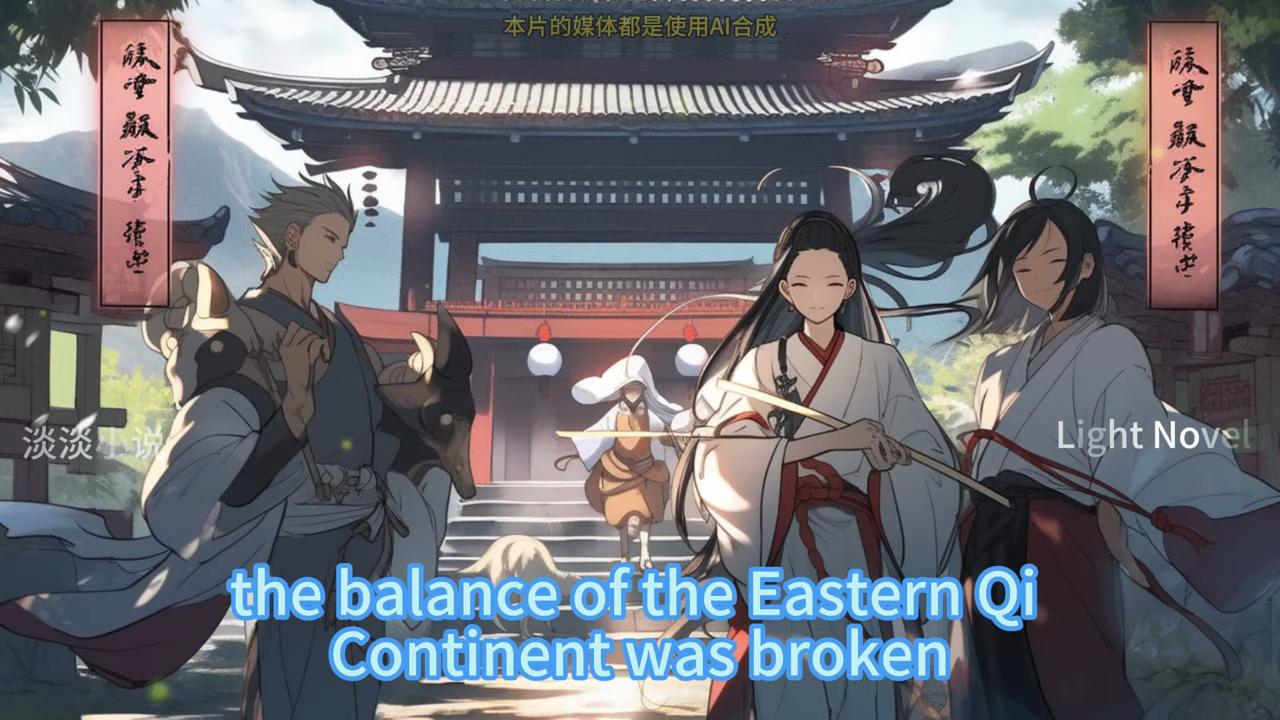 本片的媒体都是使用AI合成
淡淡小说
Light Novel
the balance of the Eastern Qi
Continent was broken